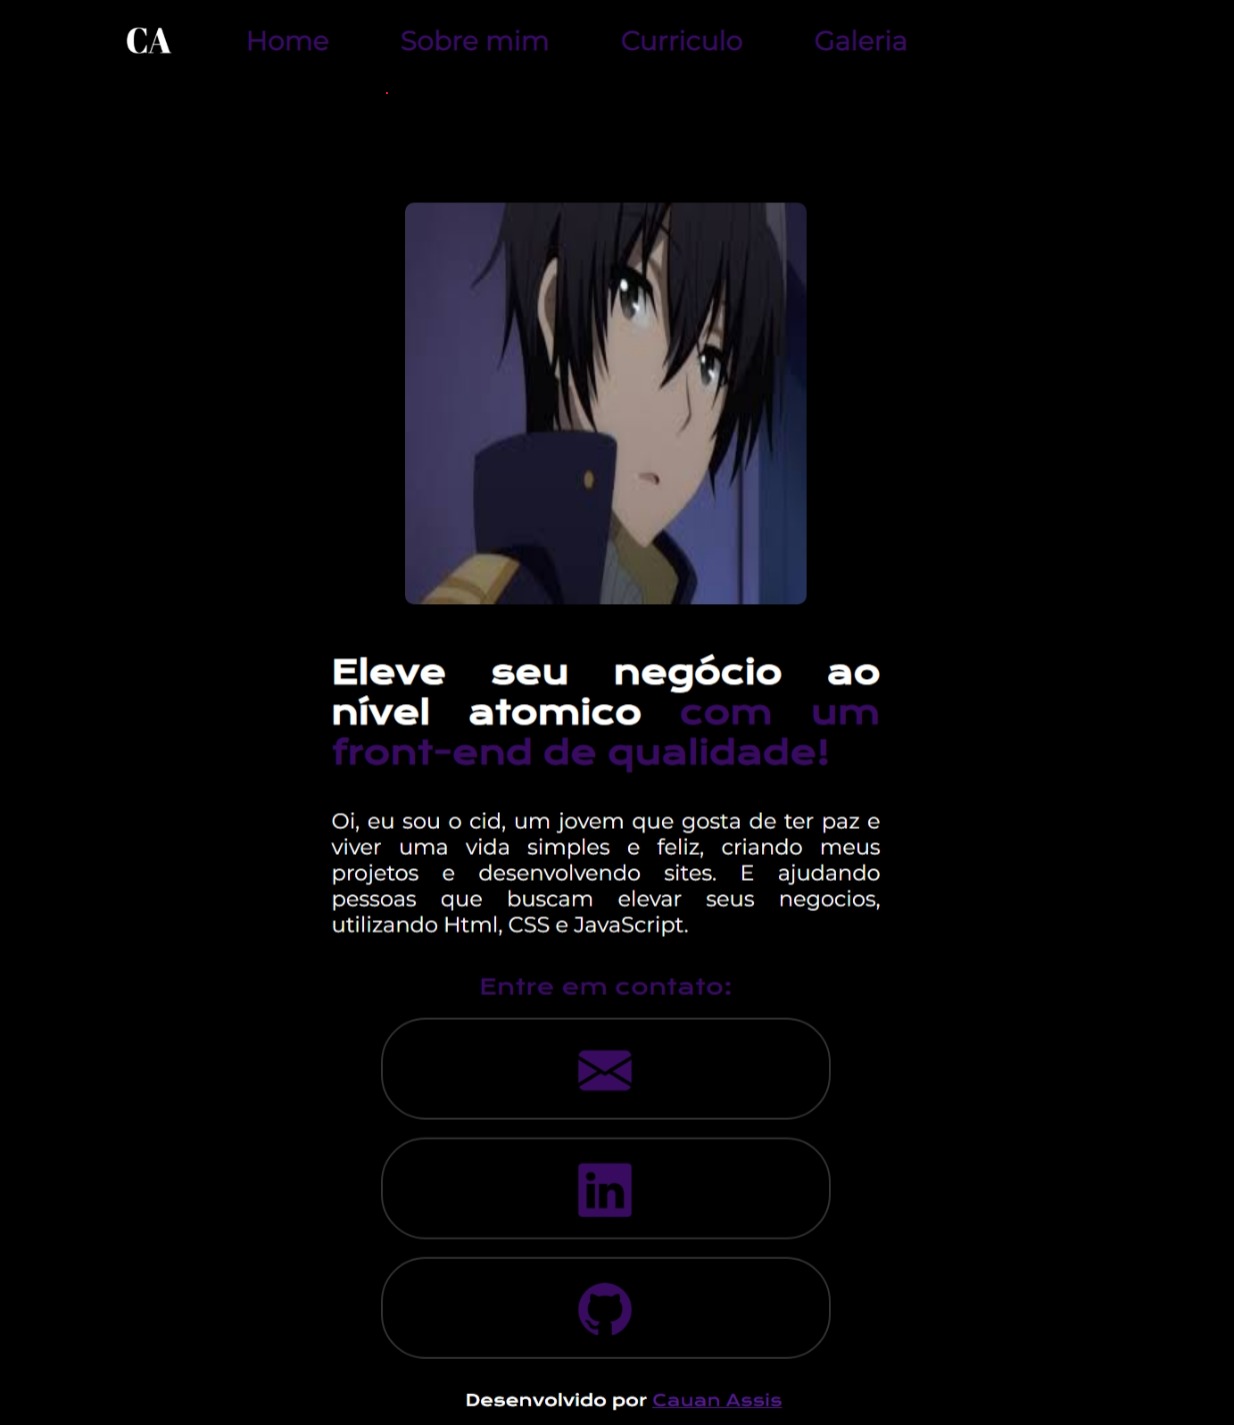 CA Home Sobre mim Curriculo Galeria
Eleve seu negócio ao
nível atomico com um
front-end de qualidade!
Oi, eu sou o cid, um jovem que gosta de ter paz e
viver uma vida simples e feliz, criando meus
projetos e desenvolvendo sites. E ajudando
pessoas que buscam elevar seus negocios,
utilizando Html, CSS e JavaScript.
Entre em contato:
in
Desenvolvido por Cauan Assis